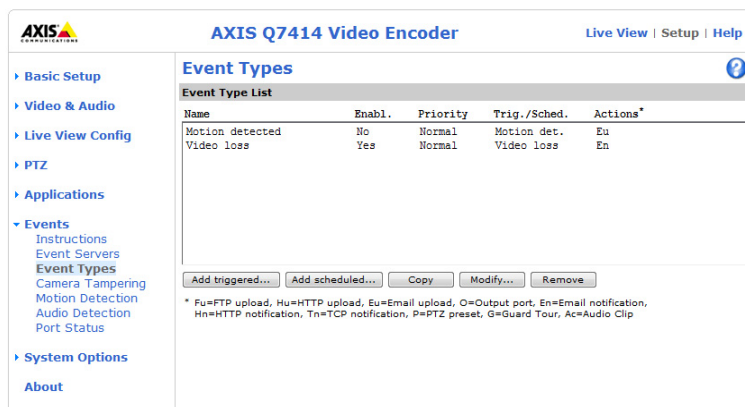 AXIS
COMMUNICATIONS
AXIS Q7414 Video Encoder
Live View | Setup | Help
Basic Setup
Video & Audio
Live View Config
PTZ
Applications
Events
Instructions
Event Servers
Event Types
Camera Tampering
Motion Detection
Audio Detection
Port Status
System Options
About
Event Types
?
Event Type List
Name Enabl. Priority Trig./Sched. Actions*
Motion detected No Normal Motion det. Eu
Video loss Yes Normal Video loss En
Add triggered... Add scheduled... Copy Modify... Remove
* Fu=FTP upload, Hu=HTTP upload, Eu=Email upload, O=Output port, En=Email notification,
Hn=HTTP notification, Tn=TCP notification, P=PTZ preset, G=Guard Tour, Ac=Audio Clip